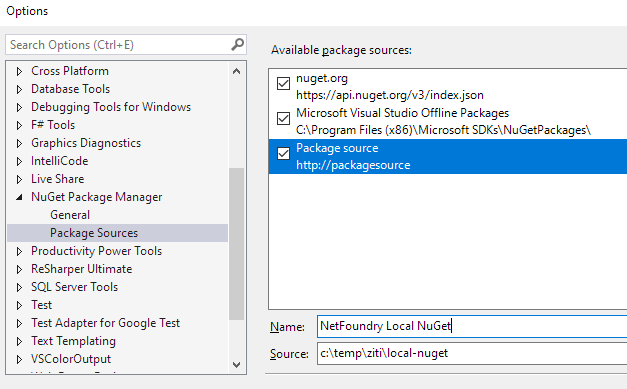 Options
Search Options (Ctrl+E)
Cross Platform
Database Tools
Debugging Tools for Windows
F# Tools
Graphics Diagnostics
IntelliCode
Live Share
NuGet Package Manager
General
Package Sources
Productivity Power Tools
ReSharper Ultimate
SQL Server Tools
Test
Test Adapter for Google Test
Text Templating
VSColorOutput
Available package sources:
nuget.org
https://api.nuget.org/v3/index.json
Microsoft Visual Studio Offline Packages
C:\Program Files (x86)\Microsoft SDKs\NuGetPackages\
Package source
http://packagesource
Name: NetFoundry Local NuGet
Source: c:\temp\ziti\local-nuget